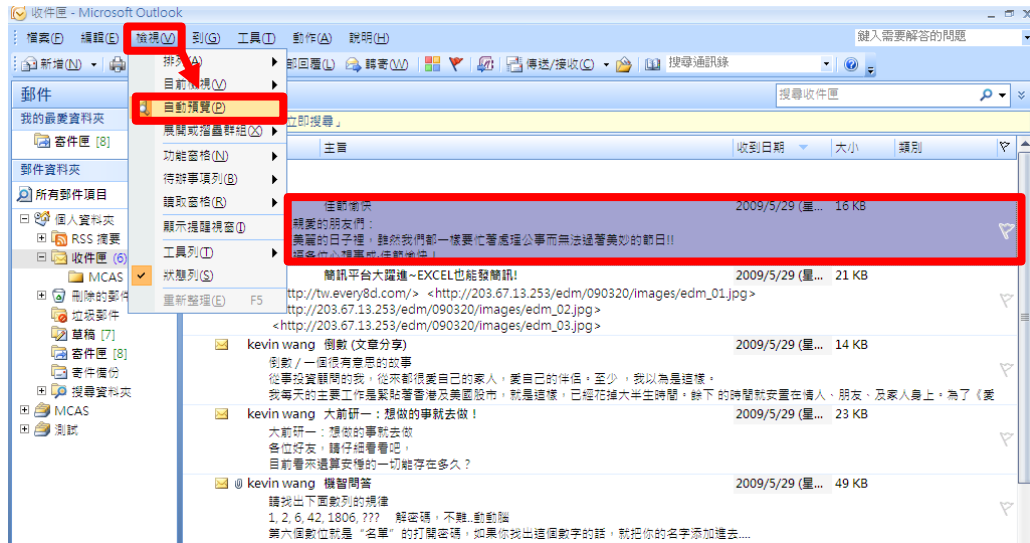 收件匣 - Microsoft Outlook
檔案(F) 編輯(E) 檢視(V) 到(G) 工具(T) 動作(A) 說明(H) 鍵入需要解答的問題
新增(N) 部回覆(L) 轉寄(W) 傳送/接收(C) 搜尋通訊錄
排列(A)
目前檢視(V)
自動預覽(P)
展開或摺疊群組(X)
功能窗格(N)
待辦事項列(B)
讀取窗格(R)
顯示提醒視窗(I)
工具列(T)
狀態列(S)
重新整理(E) F5
郵件
搜尋收件匣
我的最愛資料夾
寄件匣 [8]
郵件資料夾
所有郵件項目
個人資料夾
RSS 摘要
收件匣 (6)
MCAS
刪除的郵件
垃圾郵件
草稿 [7]
寄件匣 [8]
寄件備份
搜尋資料夾
MCAS
測試
立即搜尋」
主旨 收到日期 大小 類別
佳節愉快 2009/5/29 (星... 16 KB
親愛的朋友們：
美麗的日子裡，雖然我們都一樣要忙著處理公事而無法過著美妙的節日!!
各位心想事成‧佳節愉快！
簡訊平台大躍進~EXCEL也能發簡訊! 2009/5/29 (星... 21 KB
ttp://tw.every8d.com/> <http://203.67.13.253/edm/090320/images/edm_01.jpg>
ttp://203.67.13.253/edm/090320/images/edm_02.jpg>
<http://203.67.13.253/edm/090320/images/edm_03.jpg>
kevin wang 倒數 (文章分享) 2009/5/29 (星... 14 KB
倒數 / 一個很有意思的故事
從事投資顧問的我，從來都很愛自己的家人，愛自己的伴侶。至少 ，我以為是這樣。
我每天的主要工作是緊貼著香港及美國股市，就是這樣，已經花掉大半生時間。餘下 的時間就安置在情人、朋友、及家人身上。為了《愛
kevin wang 大前研一：想做的事就去做！ 2009/5/29 (星... 23 KB
大前研一：想做的事就去做
各位好友，請仔細看看吧，
目前看來還算安穩的一切能存在多久？
kevin wang 機智問答 2009/5/29 (星... 49 KB
請找出下面數列的規律
1, 2, 6, 42, 1806, ??? 解密碼，不難..動動腦
第六個數位就是“名單”的打開密碼，如果你找出這個數字的話，就把你的名字添加進去....